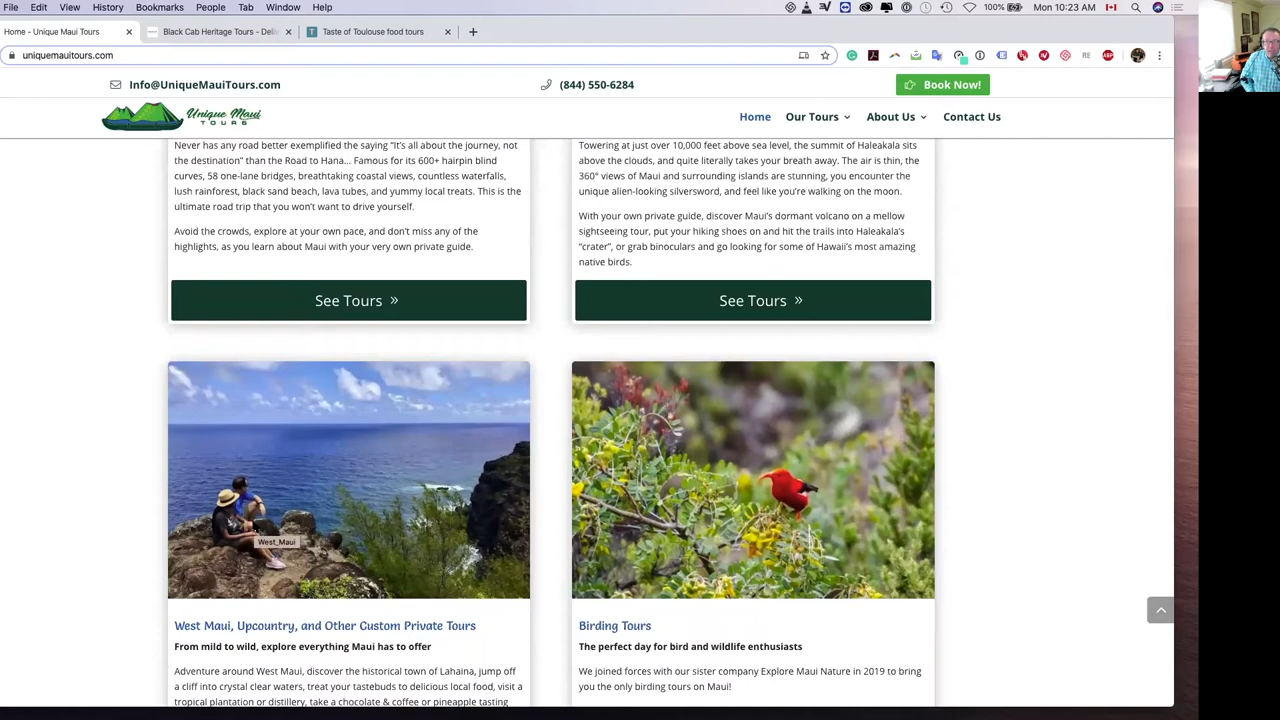 File Edit View History Bookmarks People Tab Window Help 100% Mon 10:23 AM
Home - Unique Maui Tours Black Cab Heritage Tours - Deli Taste of Toulouse food tours
uniquemauitours.com
Info@UniqueMauiTours.com (844) 550-6284 Book Now!
Unique Maui
TOURS
Home Our Tours About Us Contact Us
Never has any road better exemplified the saying “It’s all about the journey, not
the destination” than the Road to Hana... Famous for its 600+ hairpin blind
curves, 58 one-lane bridges, breathtaking coastal views, countless waterfalls,
lush rainforest, black sand beach, lava tubes, and yummy local treats. This is the
ultimate road trip that you won’t want to drive yourself.
Avoid the crowds, explore at your own pace, and don’t miss any of the
highlights, as you learn about Maui with your very own private guide.
See Tours »
Towering at just over 10,000 feet above sea level, the summit of Haleakala sits
above the clouds, and quite literally takes your breath away. The air is thin, the
360° views of Maui and surrounding islands are stunning, you encounter the
unique alien-looking silversword, and feel like you’re walking on the moon.
With your own private guide, discover Maui’s dormant volcano on a mellow
sightseeing tour, put your hiking shoes on and hit the trails into Haleakala’s
“crater”, or grab binoculars and go looking for some of Hawaii’s most amazing
native birds.
See Tours »
West_Maui
West Maui, Upcountry, and Other Custom Private Tours
From mild to wild, explore everything Maui has to offer
Adventure around West Maui, discover the historical town of Lahaina, jump off
a cliff into crystal clear waters, treat your tastebuds to delicious local food, visit a
tropical plantation or distillery, take a chocolate & coffee or pineapple tasting
Birding Tours
The perfect day for bird and wildlife enthusiasts
We joined forces with our sister company Explore Maui Nature in 2019 to bring
you the only birding tours on Maui!